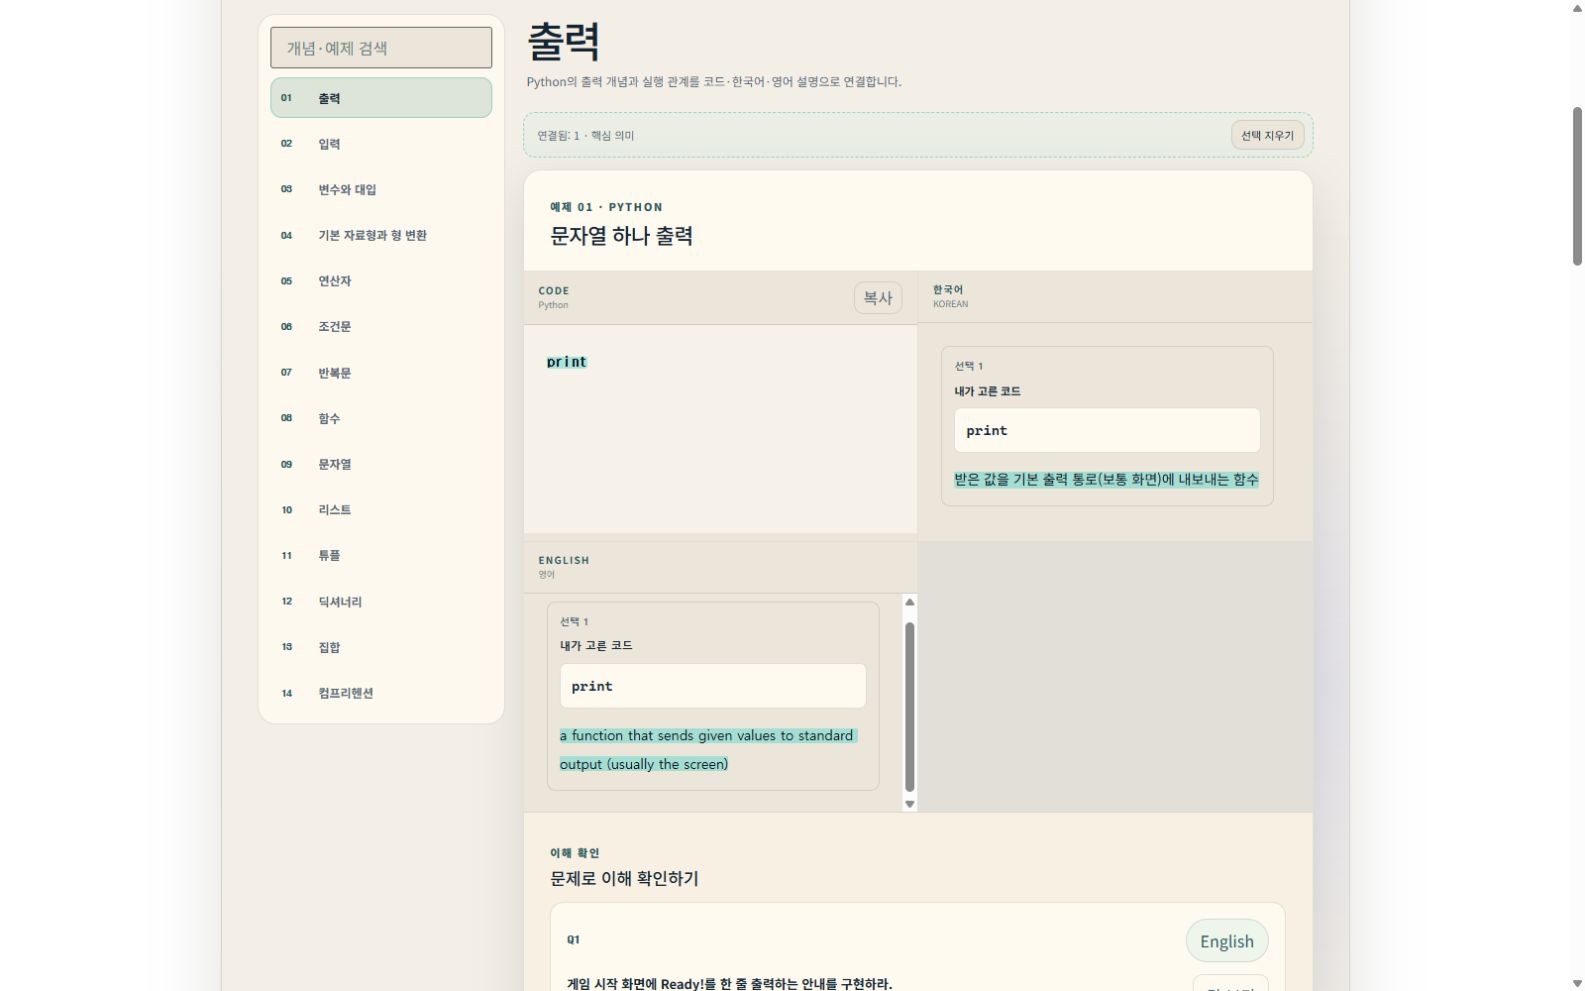 개념·예제 검색
01 출력
02 입력
03 변수와 대입
04 기본 자료형과 형 변환
05 연산자
06 조건문
07 반복문
08 함수
09 문자열
10 리스트
11 튜플
12 딕셔너리
13 집합
14 컴프리헨션
출력
Python의 출력 개념과 실행 관계를 코드·한국어·영어 설명으로 연결합니다.
연결됨: 1 · 핵심 의미
선택 지우기
예제 01 · PYTHON
문자열 하나 출력
CODE
Python
복사
print
한국어
KOREAN
선택 1
내가 고른 코드
print
받은 값을 기본 출력 통로(보통 화면)에 내보내는 함수
ENGLISH
영어
선택 1
내가 고른 코드
print
a function that sends given values to standard
output (usually the screen)
이해 확인
문제로 이해 확인하기
Q1
English
게임 시작 화면에 Ready!를 한 줄 출력하는 안내를 구현하라.